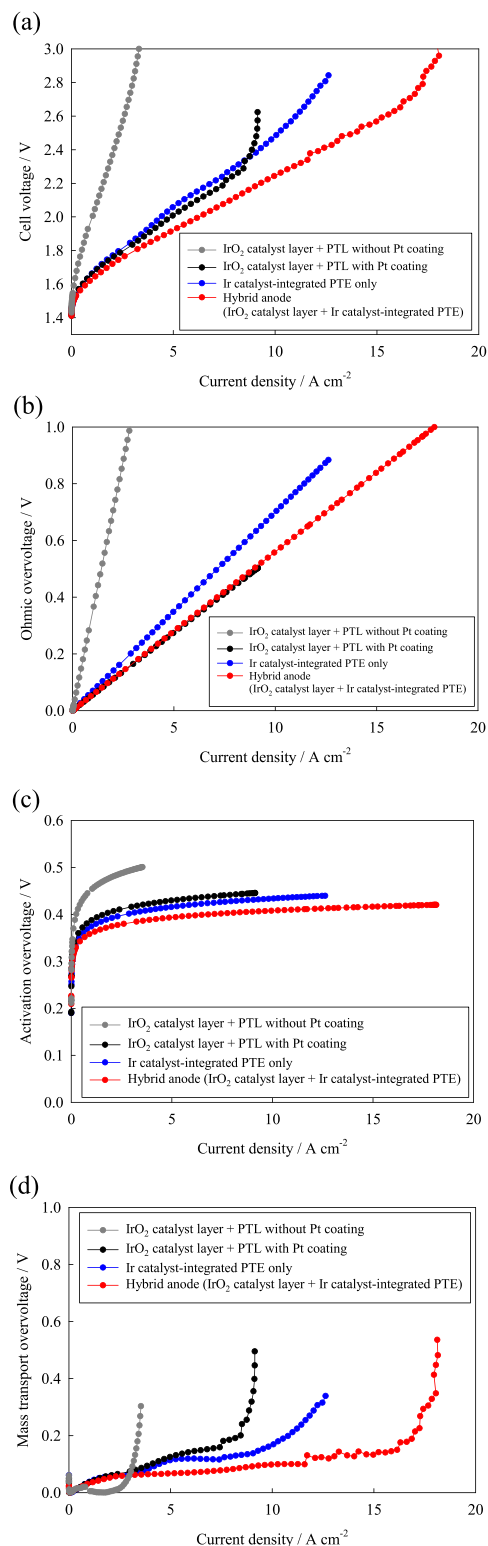 (a)
3.0
2.8
2.6
2.4
2.2
2.0
1.8
1.6
1.4
Cell voltage / V
IrO2 catalyst layer + PTL without Pt coating
IrO2 catalyst layer + PTL with Pt coating
Ir catalyst-integrated PTE only
Hybrid anode
(IrO2 catalyst layer + Ir catalyst-integrated PTE)
0 5 10 15 20
Current density / A cm-2
(b)
1.0
0.8
0.6
0.4
0.2
0.0
Ohmic overvoltage / V
IrO2 catalyst layer + PTL without Pt coating
IrO2 catalyst layer + PTL with Pt coating
Ir catalyst-integrated PTE only
Hybrid anode
(IrO2 catalyst layer + Ir catalyst-integrated PTE)
0 5 10 15 20
Current density / A cm-2
(c)
0.6
0.5
0.4
0.3
0.2
0.1
0.0
Activation overvoltage / V
IrO2 catalyst layer + PTL without Pt coating
IrO2 catalyst layer + PTL with Pt coating
Ir catalyst-integrated PTE only
Hybrid anode (IrO2 catalyst layer + Ir catalyst-integrated PTE)
0 5 10 15 20
Current density / A cm-2
(d)
1.0
0.8
0.6
0.4
0.2
0.0
Mass transport overvoltage / V
IrO2 catalyst layer + PTL without Pt coating
IrO2 catalyst layer + PTL with Pt coating
Ir catalyst-integrated PTE only
Hybrid anode (IrO2 catalyst layer + Ir catalyst-integrated PTE)
0 5 10 15 20
Current density / A cm-2